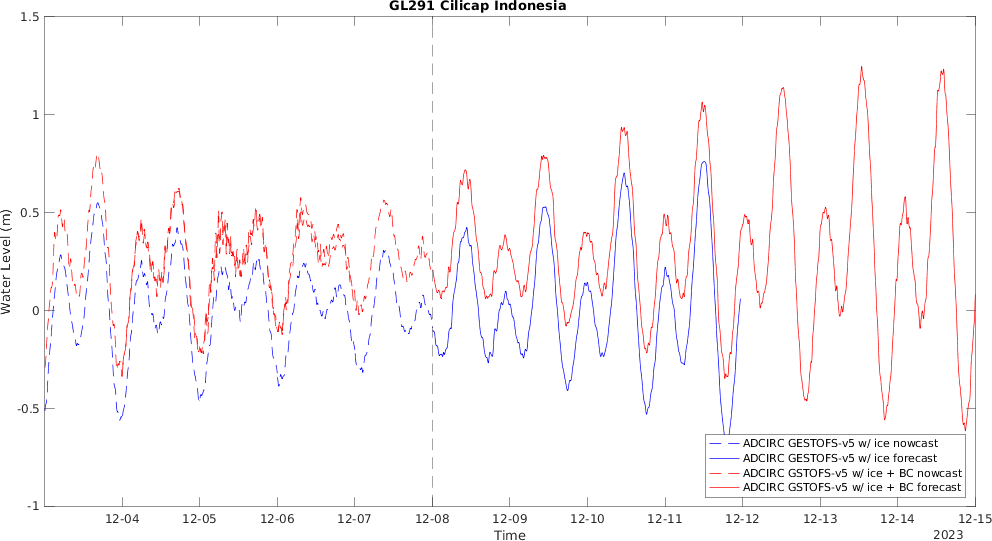 GL291 Cilicap Indonesia
1.5
1
0.5
0
-0.5
-1
Water Level (m)
ADCIRC GESTOFS-v5 w/ ice nowcast
ADCIRC GESTOFS-v5 w/ ice forecast
ADCIRC GSTOFS-v5 w/ ice + BC nowcast
ADCIRC GSTOFS-v5 w/ ice + BC forecast
12-04 12-05 12-06 12-07 12-08 12-09 12-10 12-11 12-12 12-13 12-14 12-15
Time
2023